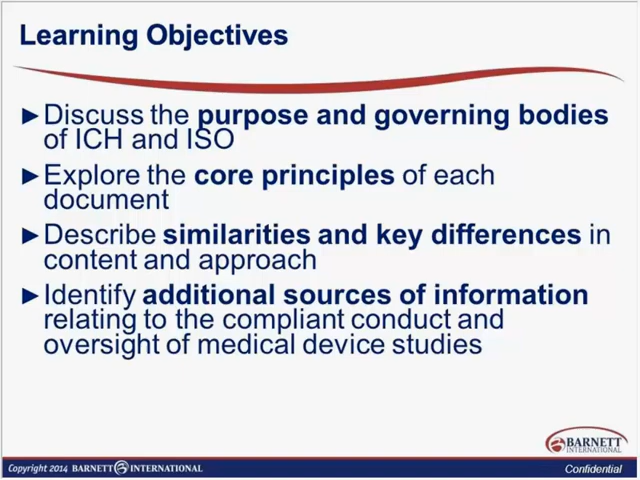 Learning Objectives
►Discuss the purpose and governing bodies
of ICH and ISO
►Explore the core principles of each
document
►Describe similarities and key differences in
content and approach
►Identify additional sources of information
relating to the compliant conduct and
oversight of medical device studies
BARNETT
INTERNATIONAL
Copyright 2014 BARNETT INTERNATIONAL
Confidential